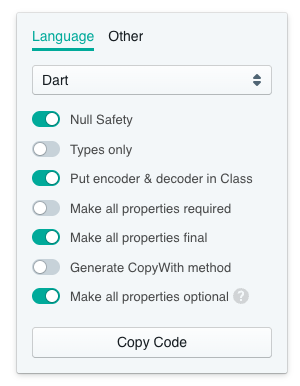 Language Other
Dart
Null Safety
Types only
Put encoder & decoder in Class
Make all properties required
Make all properties final
Generate CopyWith method
Make all properties optional ?
Copy Code